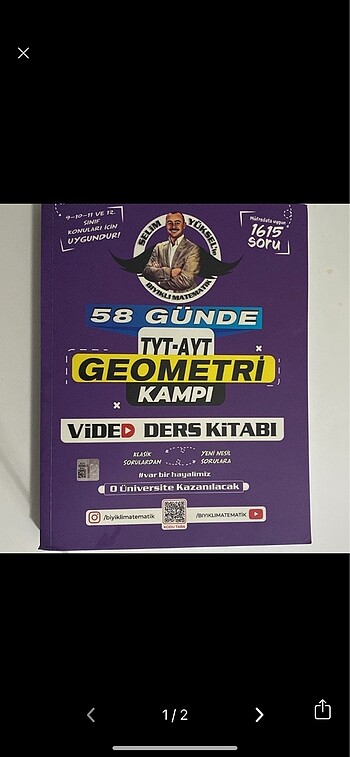 9-10-11 VE 12.
SINIF
KONULARI İÇİN
UYGUNDUR!
SELİM YÜKSEL'in
BIYIKLI MATEMATİK
Müfredata uygun
1615
soru
58 GÜNDE
TYT-AYT
GEOMETRİ
KAMPI
VİDEO DERS KİTABI
KLASİK
SORULARDAN
YENİ NESİL
SORULARA
#var bir hayalimiz
O Üniversite Kazanılacak
/biyiklimatematik
KODU TARA
/BIYIKLIMATEMATİK
1/2